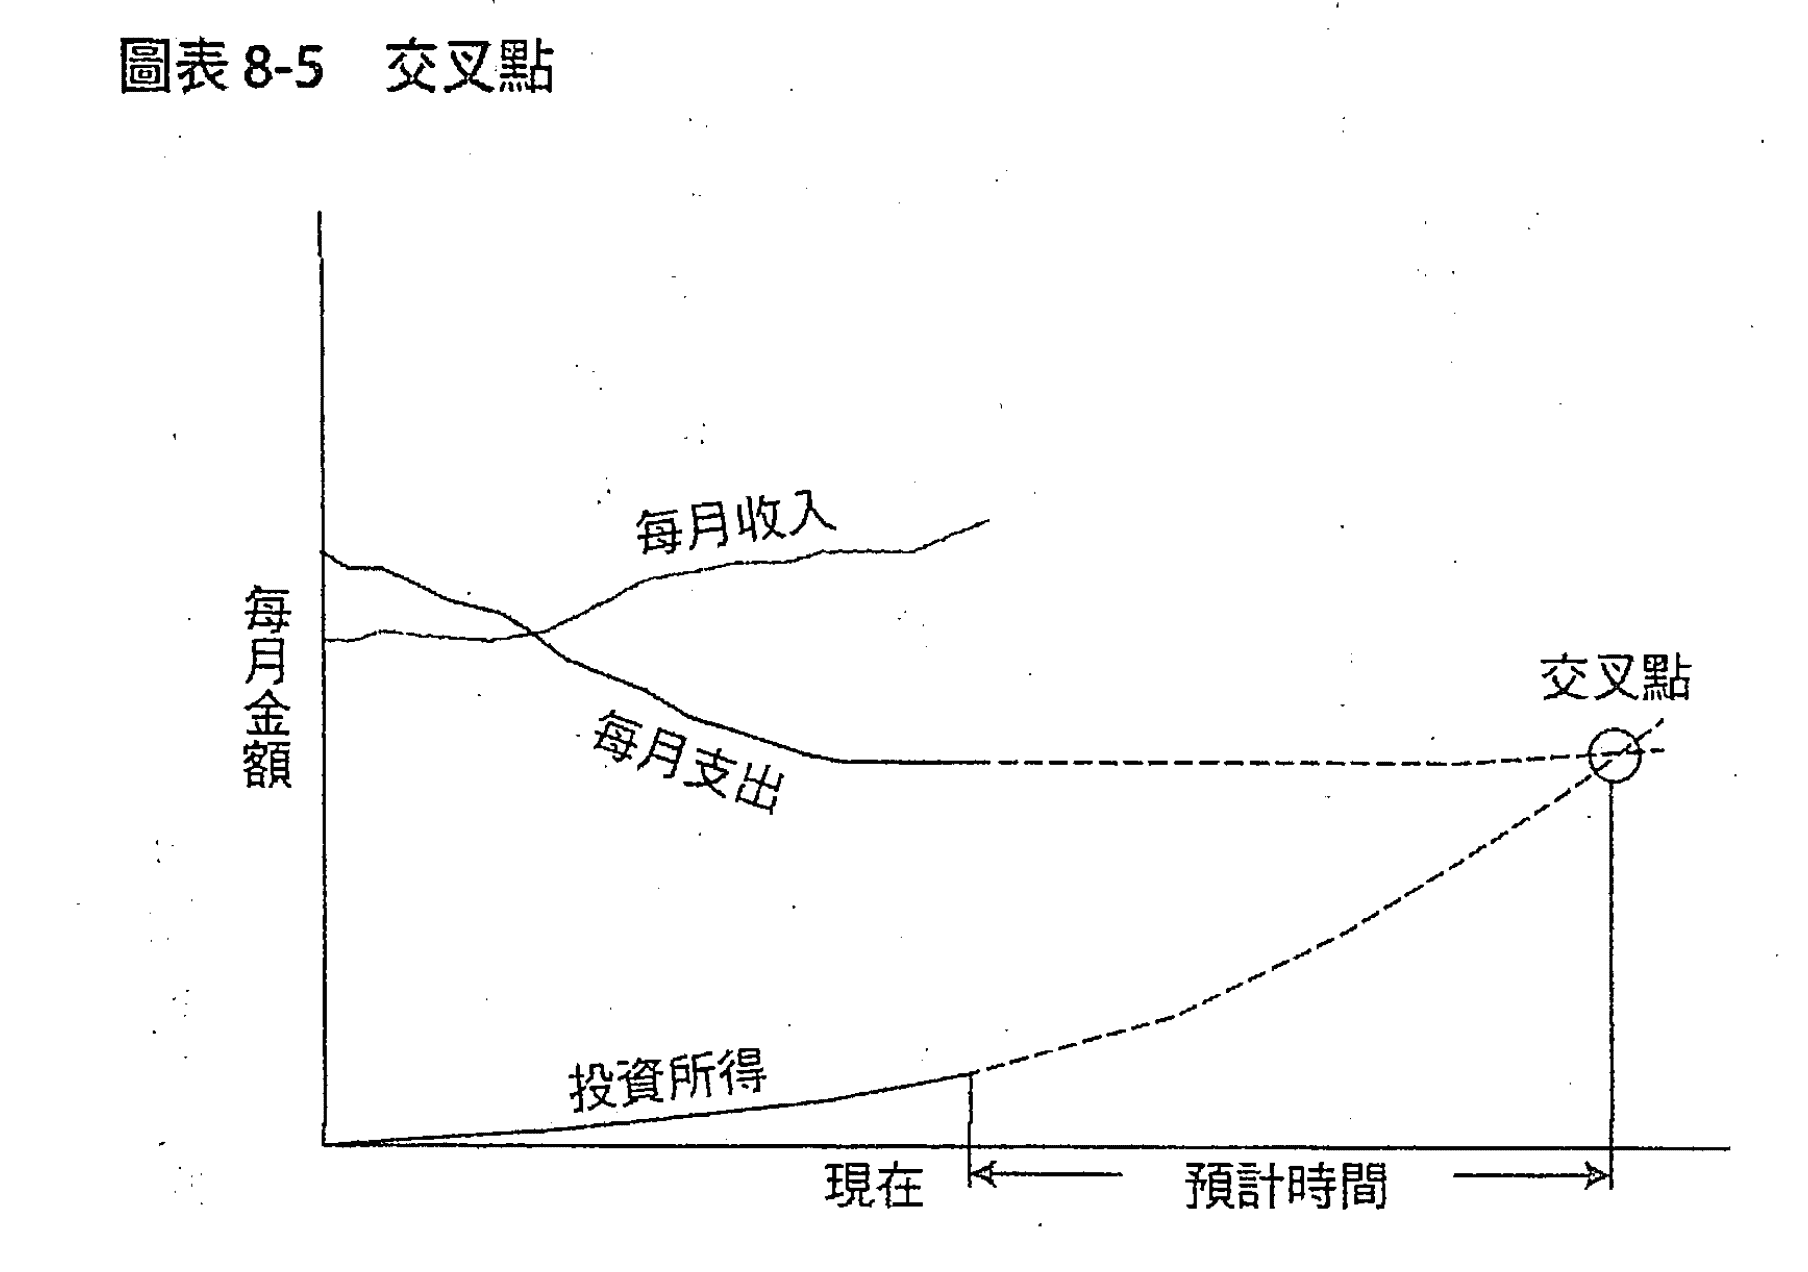 圖表 8-5　交叉點
每月收入
每月金額
交叉點
每月支出
投資所得
現在
預計時間